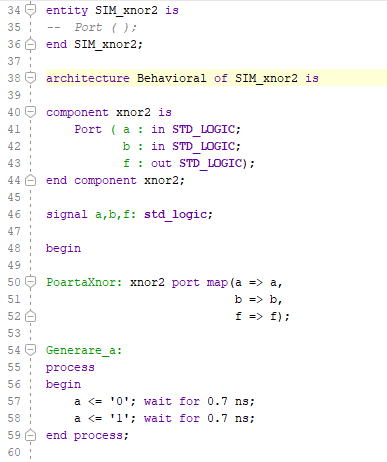 34 entity SIM_xnor2 is
35 --  Port ( );
36 end SIM_xnor2;
37
38 architecture Behavioral of SIM_xnor2 is
39
40 component xnor2 is
41     Port ( a : in STD_LOGIC;
42            b : in STD_LOGIC;
43            f : out STD_LOGIC);
44 end component xnor2;
45
46 signal a,b,f: std_logic;
47
48 begin
49
50 PoartaXnor: xnor2 port map(a => a,
51                            b => b,
52                            f => f);
53
54 Generare_a:
55 process
56 begin
57     a <= '0'; wait for 0.7 ns;
58     a <= '1'; wait for 0.7 ns;
59 end process;
60